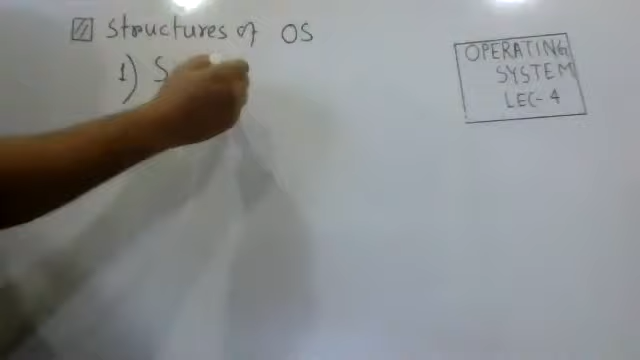 Structures of OS
1) S
OPERATING
SYSTEM
LEC-4